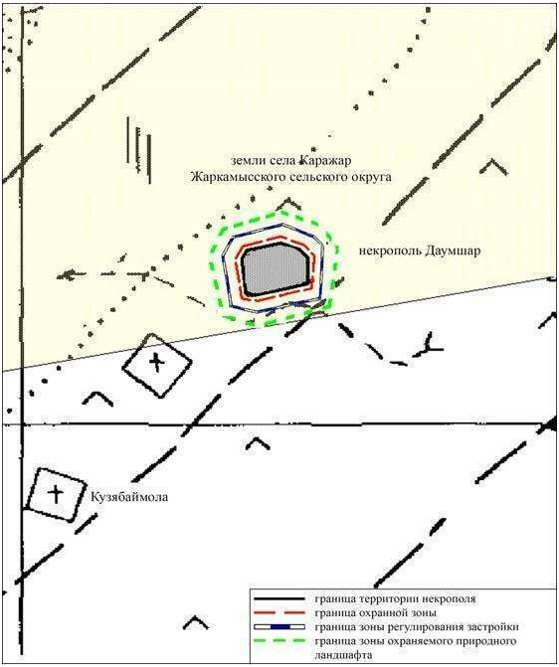 земли села Каражар
Жаркамысского сельского округа
некрополь Даумшар
Кузябаймола
граница территории некрополя
граница охранной зоны
граница зоны регулирования застройки
граница зоны охраняемого природного
ландшафта